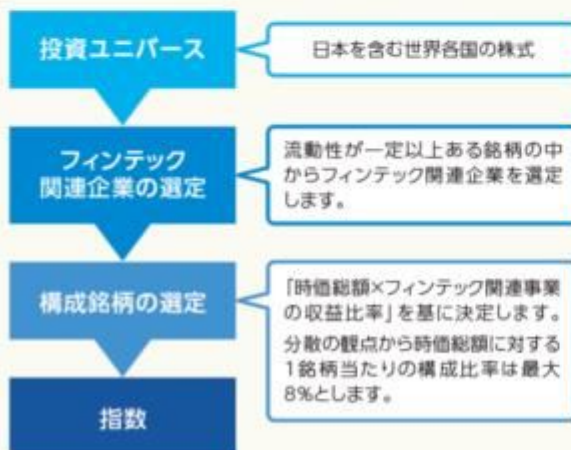 投資ユニバース
日本を含む世界各国の株式
フィンテック
関連企業の選定
流動性が一定以上ある銘柄の中
からフィンテック関連企業を選定
します。
構成銘柄の選定
「時価総額×フィンテック関連事業
の収益比率」を基に決定します。
分散の観点から時価総額に対する
1銘柄当たりの構成比率は最大
8%とします。
指数